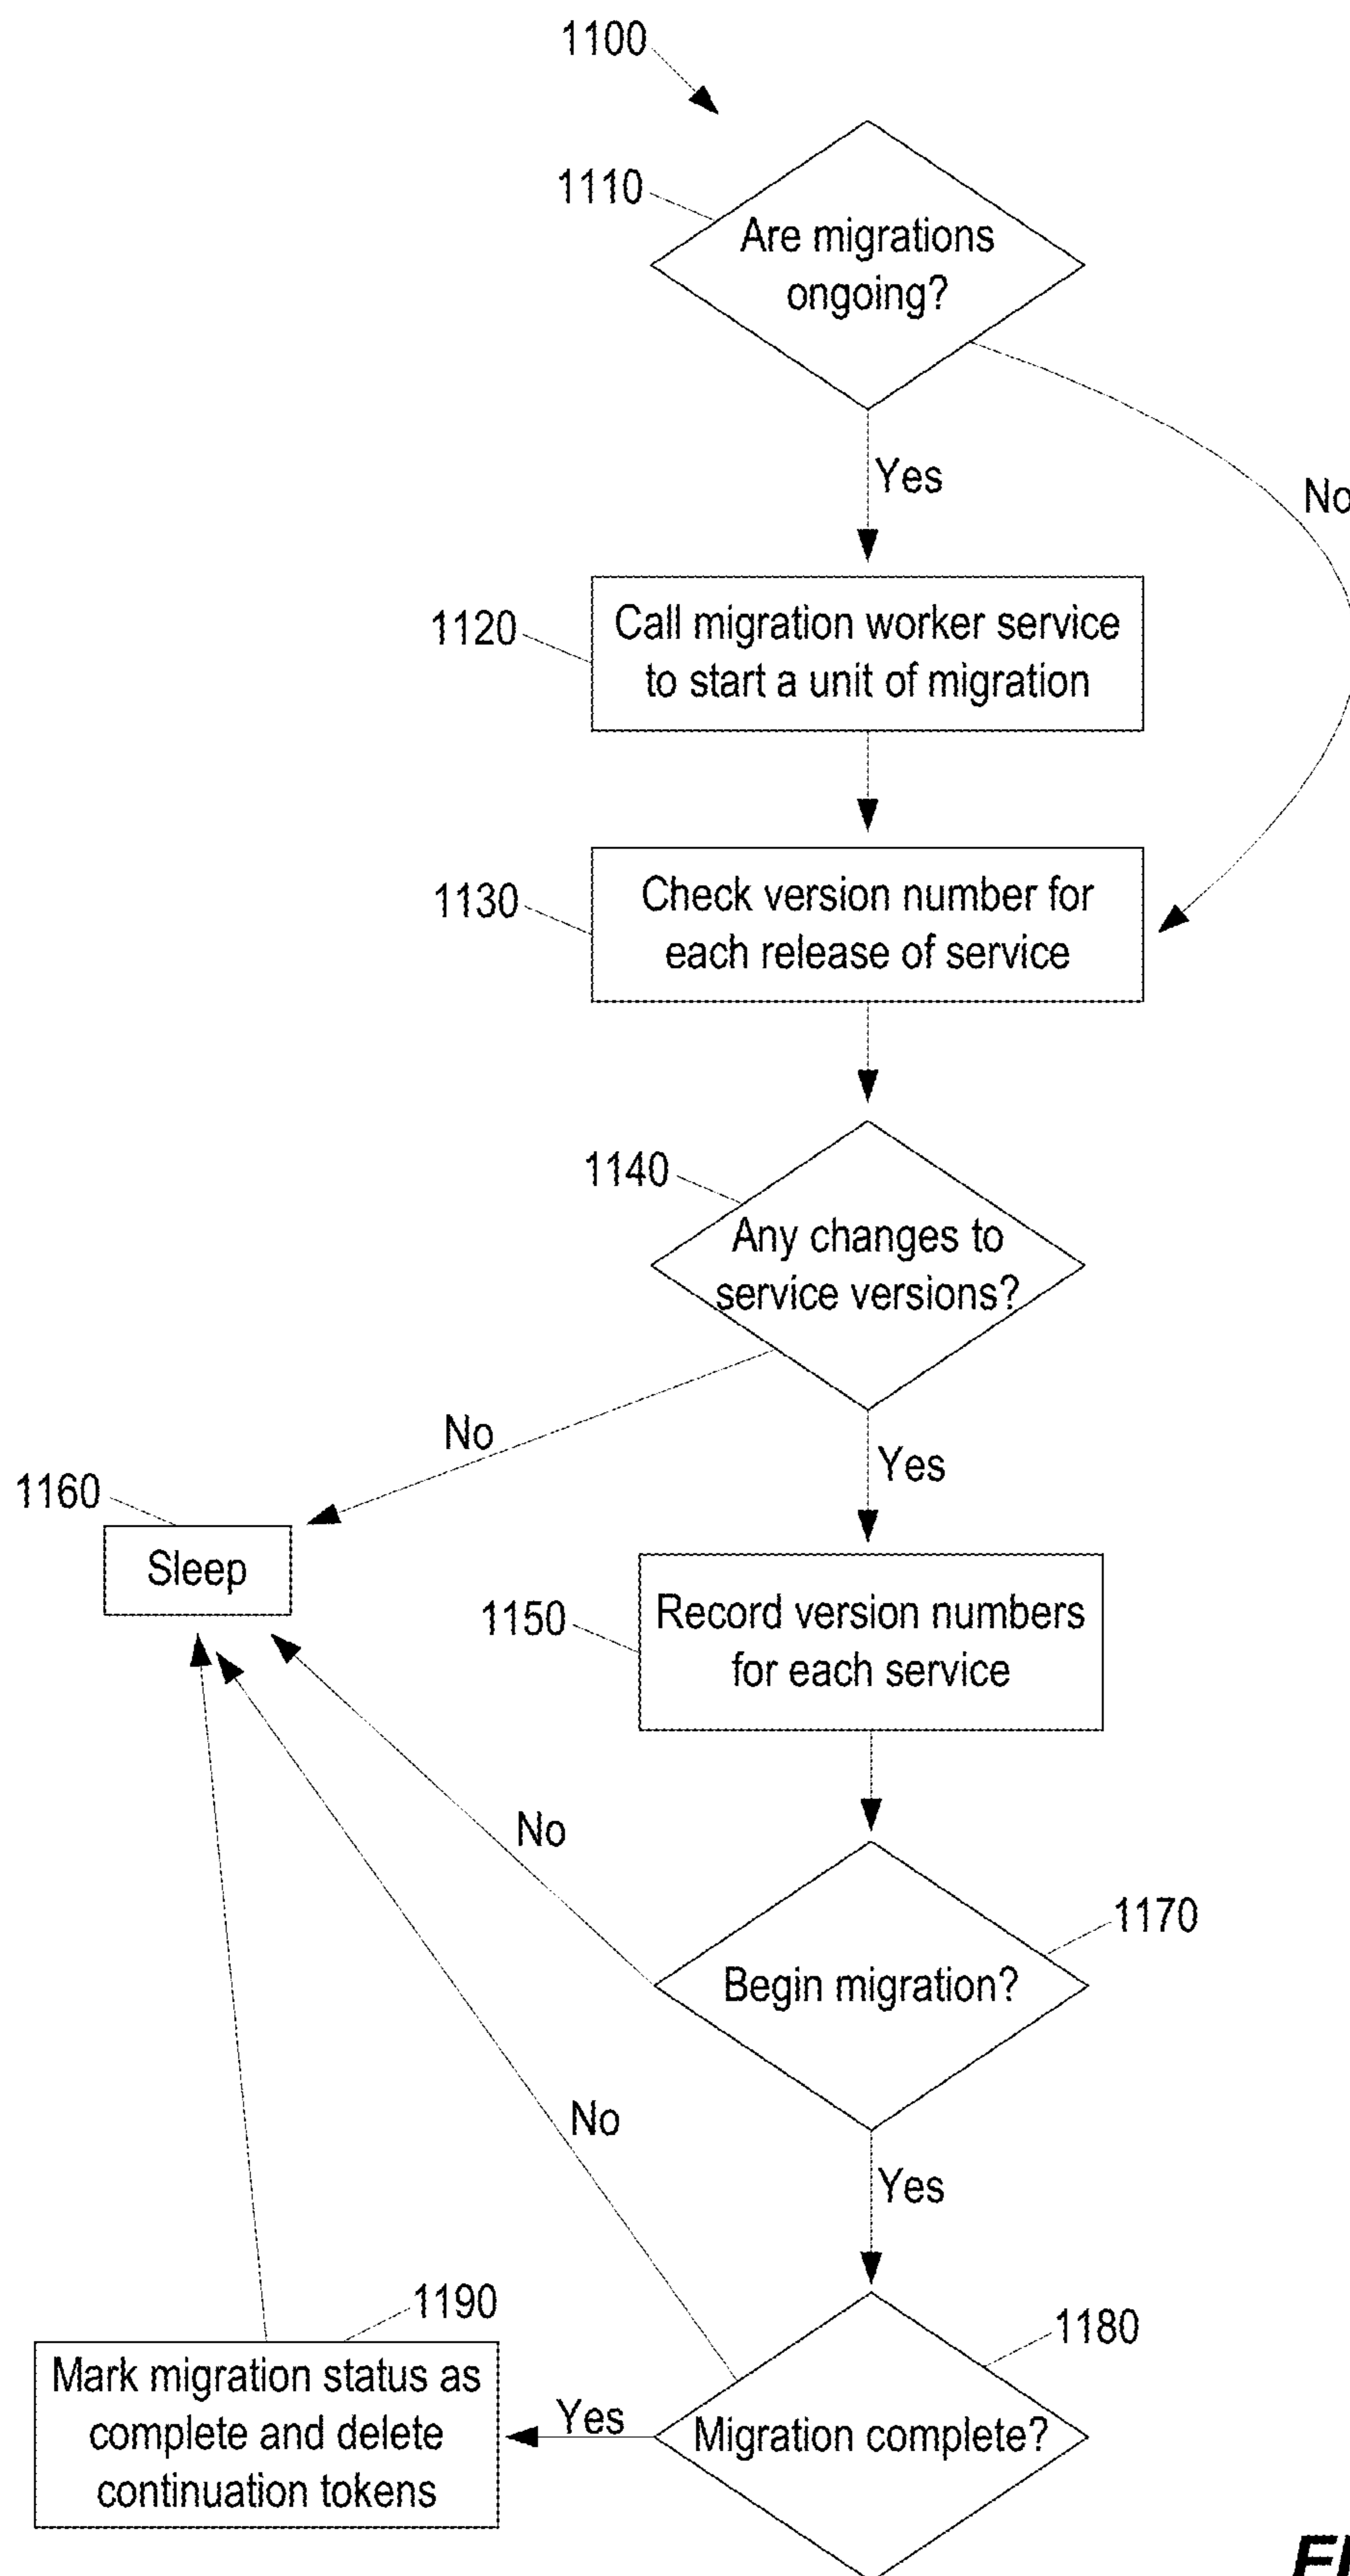 1100
1110
Are migrations
ongoing?
Yes
No
1120
Call migration worker service
to start a unit of migration
1130
Check version number for
each release of service
1140
Any changes to
service versions?
No
Yes
1160
Sleep
1150
Record version numbers
for each service
No
1170
Begin migration?
No
Yes
1190
1180
Mark migration status as
complete and delete
continuation tokens
Yes
Migration complete?